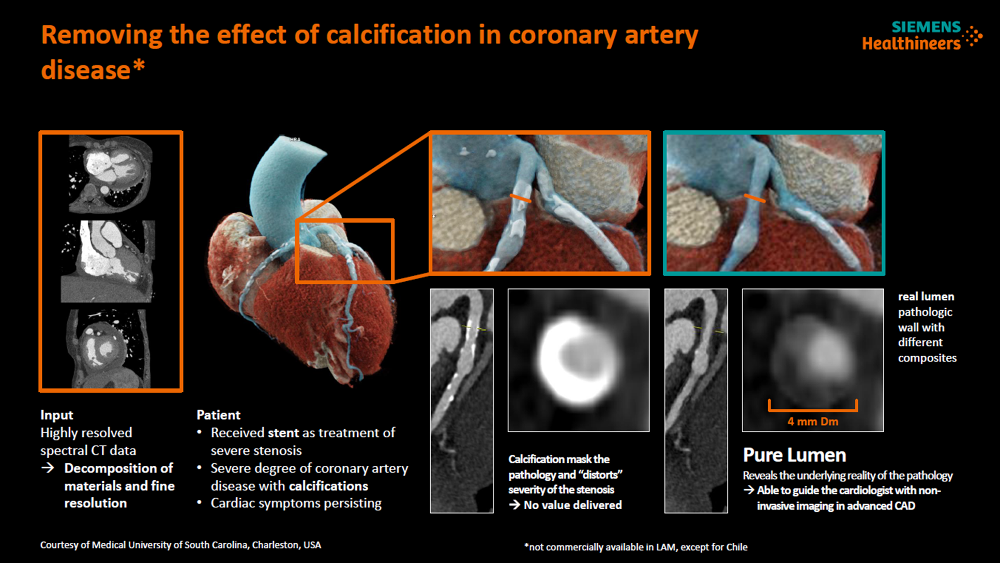 Removing the effect of calcification in coronary artery
disease*
SIEMENS
Healthineers
HRA
real lumen
pathologic
wall with
different
composites
4 mm Dm
Input
Highly resolved
spectral CT data
→ Decomposition of
materials and fine
resolution
Patient
• Received stent as treatment of
severe stenosis
• Severe degree of coronary artery
disease with calcifications
• Cardiac symptoms persisting
Calcification mask the
pathology and “distorts”
severity of the stenosis
→ No value delivered
Pure Lumen
Reveals the underlying reality of the pathology
→ Able to guide the cardiologist with non-
invasive imaging in advanced CAD
Courtesy of Medical University of South Carolina, Charleston, USA
*not commercially available in LAM, except for Chile